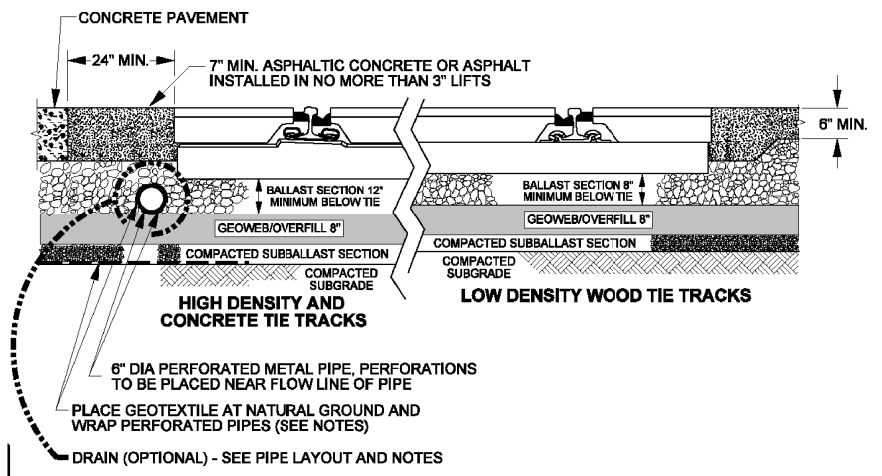 CONCRETE PAVEMENT
24" MIN.
7" MIN. ASPHALTIC CONCRETE OR ASPHALT
INSTALLED IN NO MORE THAN 3" LIFTS
6" MIN.
BALLAST SECTION 12"
MINIMUM BELOW TIE
BALLAST SECTION 8"
MINIMUM BELOW TIE
GEOWEB/OVERFILL 8"
GEOWEB/OVERFILL 8"
COMPACTED SUBBALLAST SECTION
COMPACTED SUBBALLAST SECTION
COMPACTED
SUBGRADE
COMPACTED
SUBGRADE
HIGH DENSITY AND
CONCRETE TIE TRACKS
LOW DENSITY WOOD TIE TRACKS
6" DIA PERFORATED METAL PIPE, PERFORATIONS
TO BE PLACED NEAR FLOW LINE OF PIPE
PLACE GEOTEXTILE AT NATURAL GROUND AND
WRAP PERFORATED PIPES (SEE NOTES)
DRAIN (OPTIONAL) - SEE PIPE LAYOUT AND NOTES